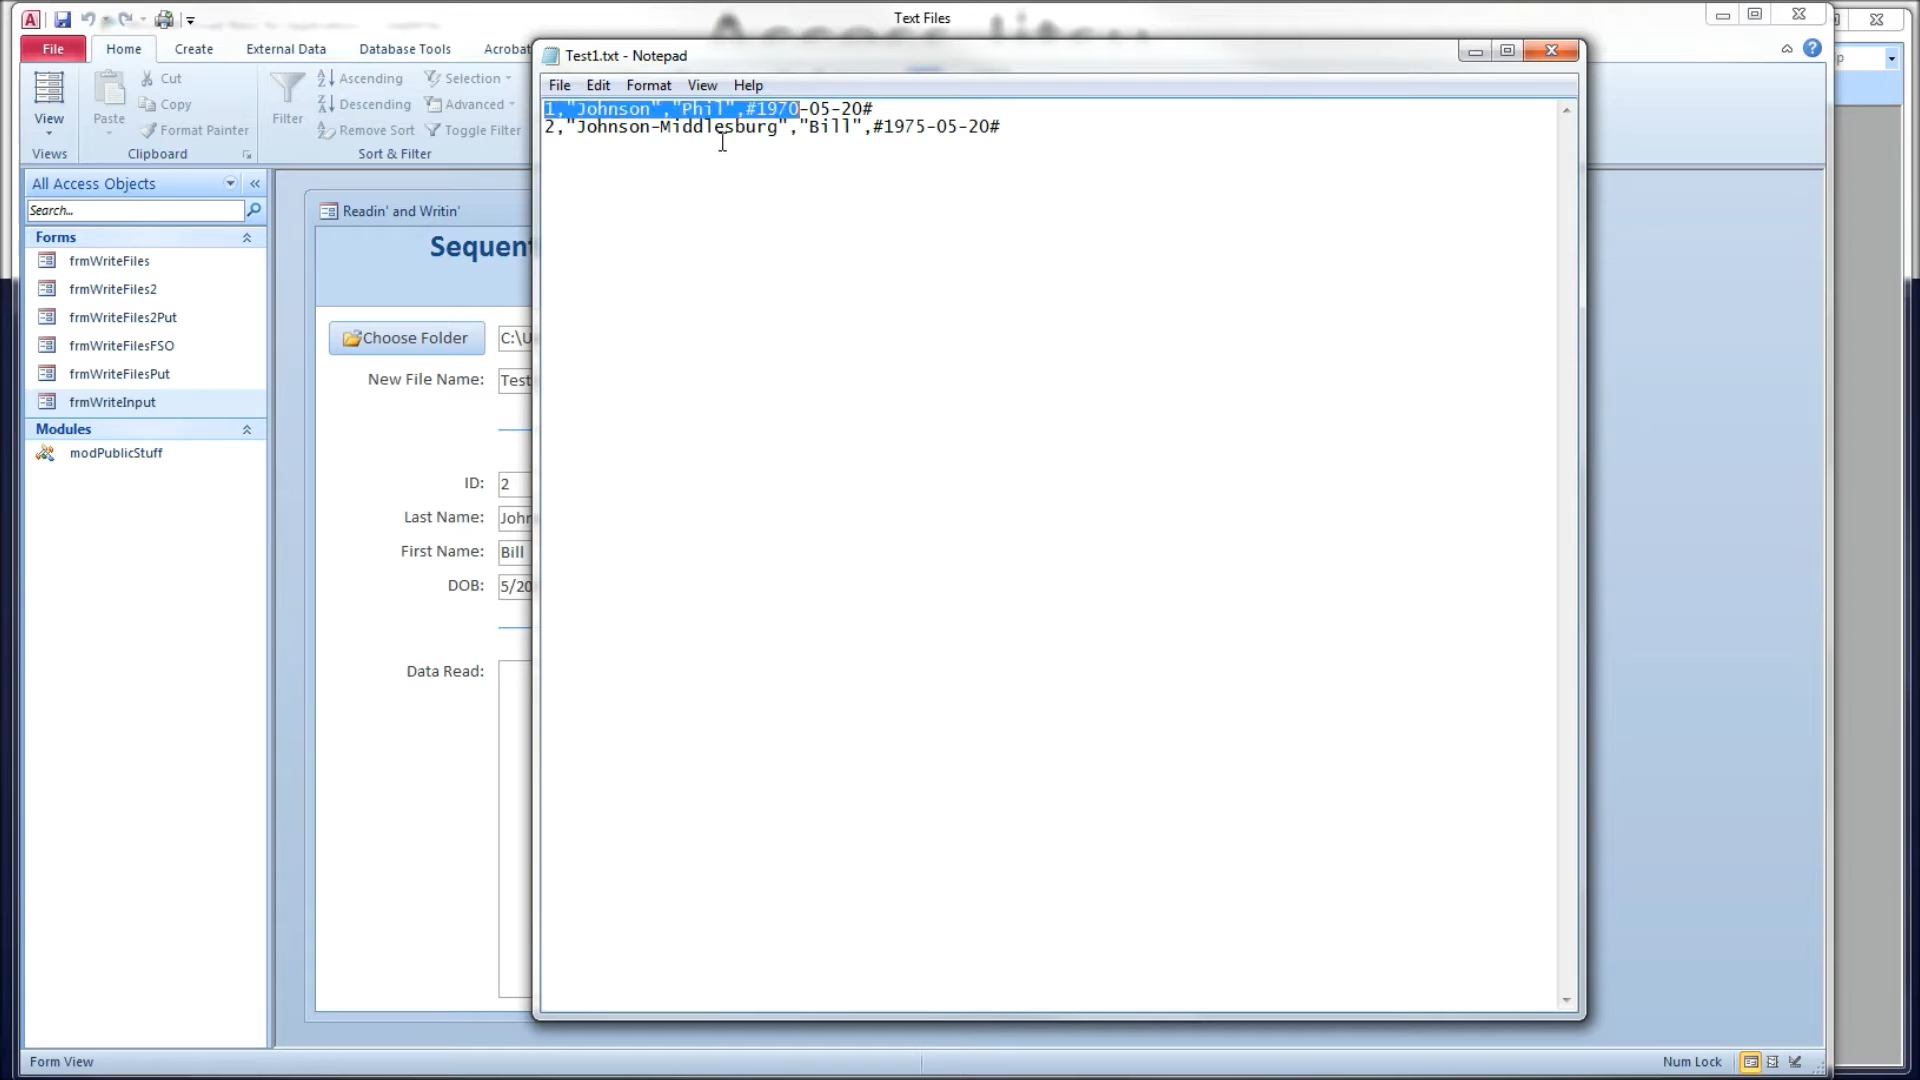 Text Files
File Home Create External Data Database Tools Acrobat
View
Views
Paste
Cut
Copy
Format Painter
Clipboard
Filter
Ascending
Descending
Remove Sort
Selection
Advanced
Toggle Filter
Sort & Filter
All Access Objects
Search...
Forms
frmWriteFiles
frmWriteFiles2
frmWriteFiles2Put
frmWriteFilesFSO
frmWriteFilesPut
frmWriteInput
Modules
modPublicStuff
Readin' and Writin'
Sequent
Choose Folder C:\U
New File Name: Test
ID: 2
Last Name: John
First Name: Bill
DOB: 5/20
Data Read:
Test1.txt - Notepad
File Edit Format View Help
1,"Johnson","Phil",#1970-05-20#
2,"Johnson-Middlesburg","Bill",#1975-05-20#
Form View
Num Lock